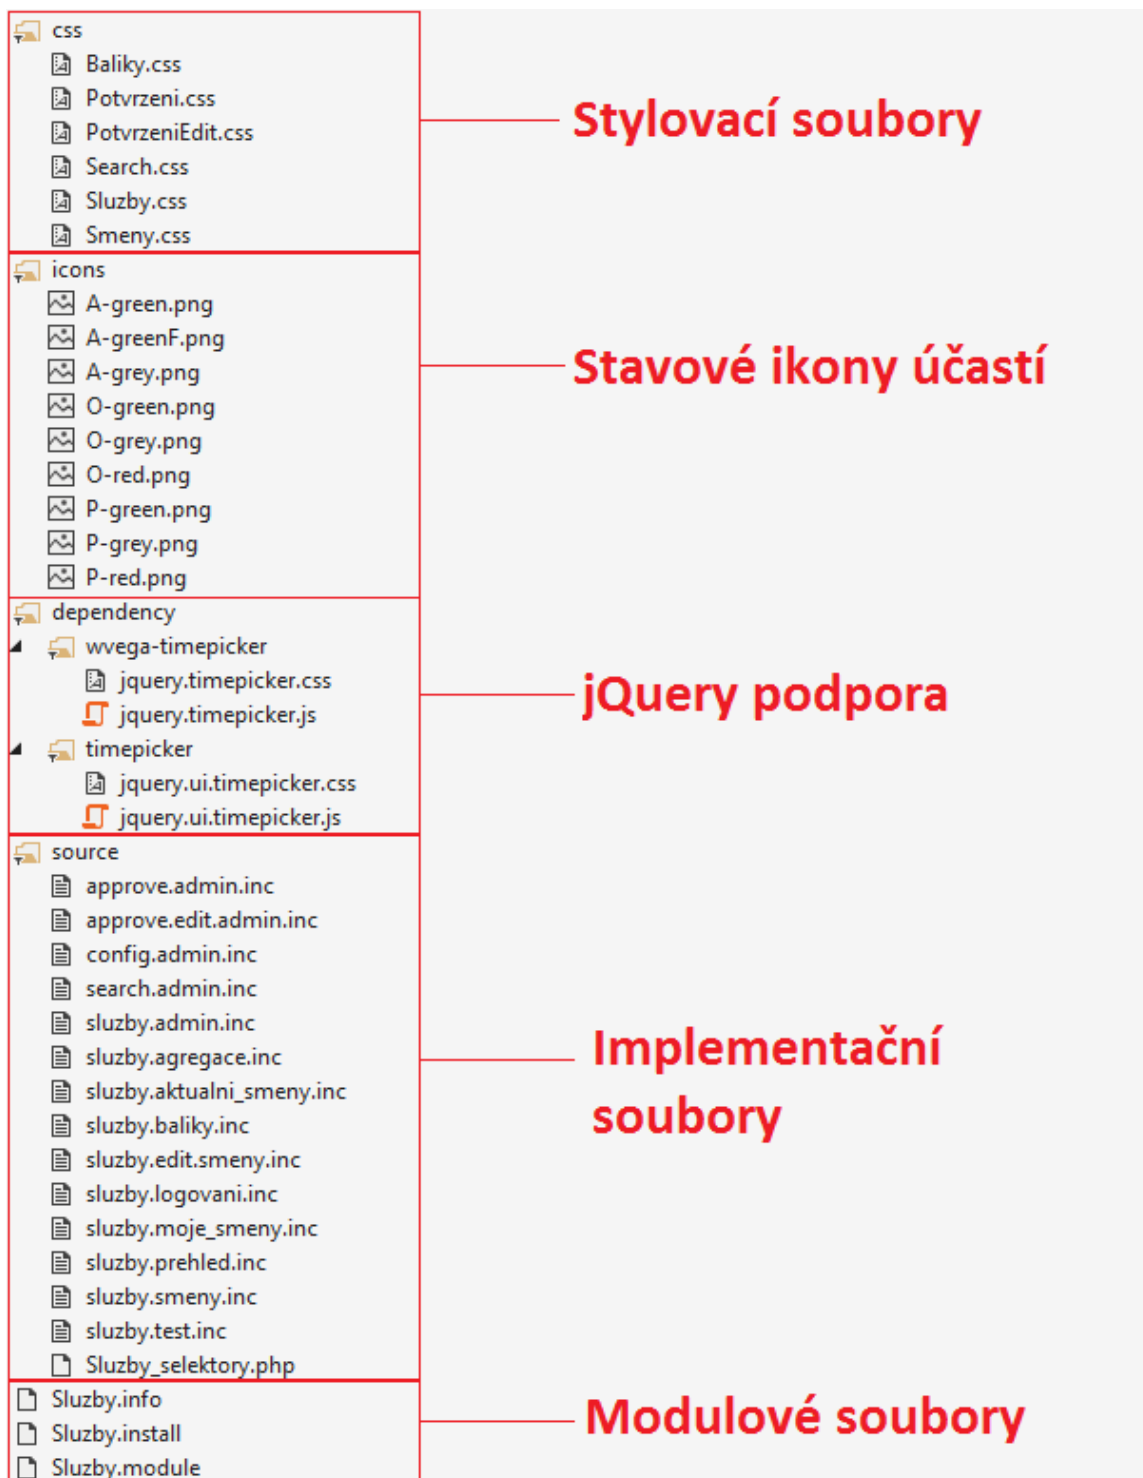 css
Baliky.css
Potvrzeni.css
PotvrzeniEdit.css
Search.css
Sluzby.css
Smeny.css
Stylovací soubory
icons
A-green.png
A-greenF.png
A-grey.png
O-green.png
O-grey.png
O-red.png
P-green.png
P-grey.png
P-red.png
Stavové ikony účastí
dependency
wvega-timepicker
jquery.timepicker.css
jquery.timepicker.js
timepicker
jquery.ui.timepicker.css
jquery.ui.timepicker.js
jQuery podpora
source
approve.admin.inc
approve.edit.admin.inc
config.admin.inc
search.admin.inc
sluzby.admin.inc
sluzby.agregace.inc
sluzby.aktualni_smeny.inc
sluzby.baliky.inc
sluzby.edit.smeny.inc
sluzby.logovani.inc
sluzby.moje_smeny.inc
sluzby.prehled.inc
sluzby.smeny.inc
sluzby.test.inc
Sluzby_selektory.php
Implementační
soubory
Sluzby.info
Sluzby.install
Sluzby.module
Modulové soubory